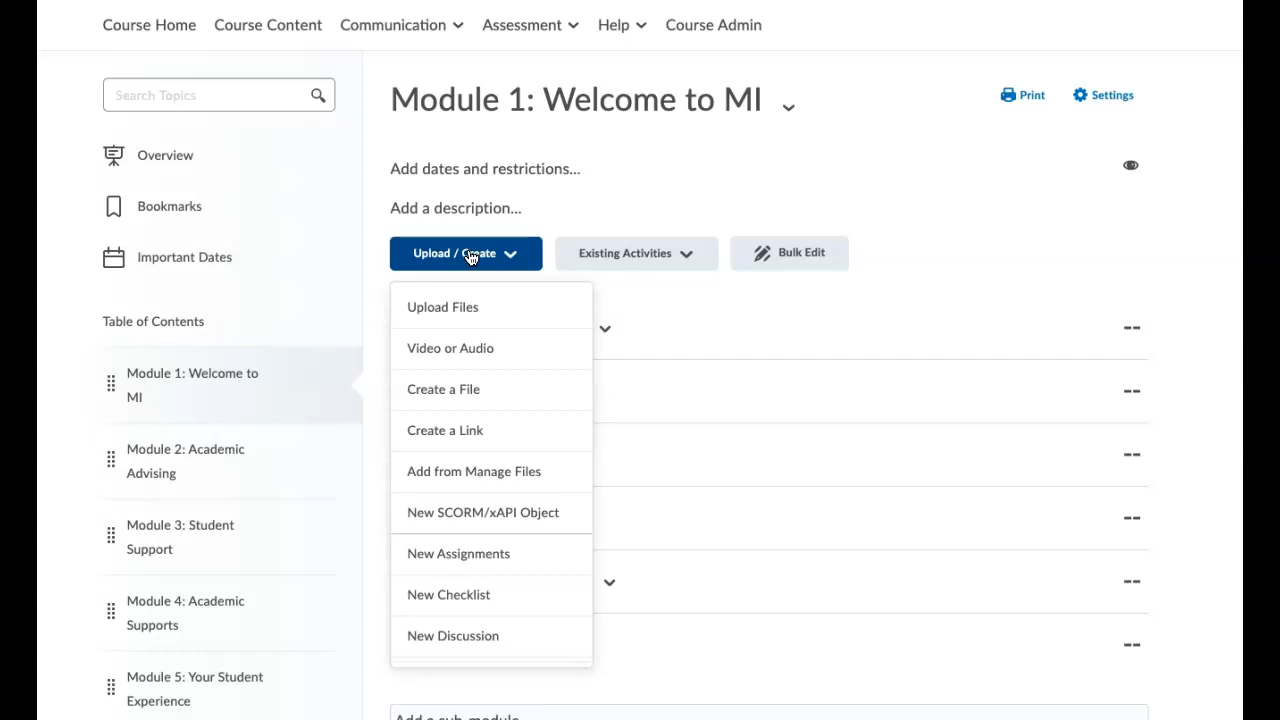 Course Home Course Content Communication Assessment Help Course Admin
Search Topics
Overview
Bookmarks
Important Dates
Table of Contents
Module 1: Welcome to
MI
Module 2: Academic
Advising
Module 3: Student
Support
Module 4: Academic
Supports
Module 5: Your Student
Experience
Module 1: Welcome to MI
Print Settings
Add dates and restrictions...
Add a description...
Upload / Create Existing Activities Bulk Edit
Upload Files
Video or Audio
Create a File
Create a Link
Add from Manage Files
New SCORM/xAPI Object
New Assignments
New Checklist
New Discussion
Add a sub-module